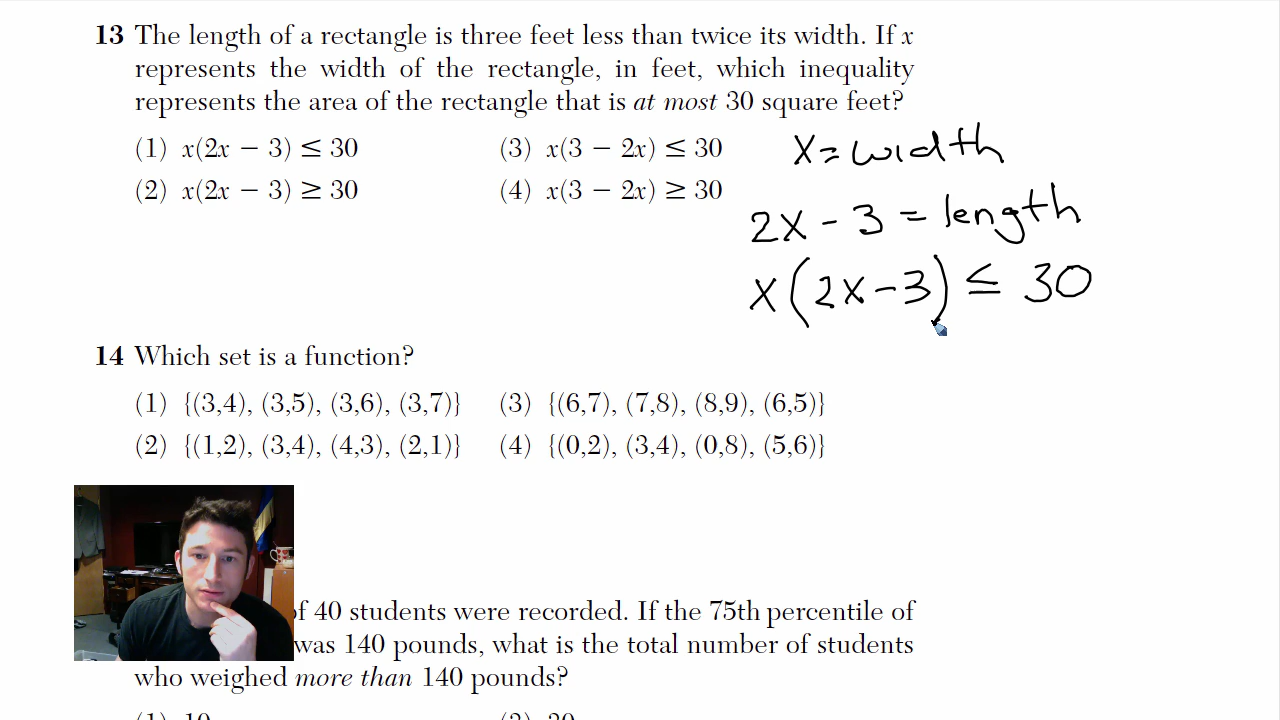 13 The length of a rectangle is three feet less than twice its width. If x
represents the width of the rectangle, in feet, which inequality
represents the area of the rectangle that is at most 30 square feet?
(1) x(2x − 3) ≤ 30 (3) x(3 − 2x) ≤ 30
(2) x(2x − 3) ≥ 30 (4) x(3 − 2x) ≥ 30
x = width
2x − 3 = length
x(2x−3) ≤ 30
14 Which set is a function?
(1) {(3,4), (3,5), (3,6), (3,7)} (3) {(6,7), (7,8), (8,9), (6,5)}
(2) {(1,2), (3,4), (4,3), (2,1)} (4) {(0,2), (3,4), (0,8), (5,6)}
of 40 students were recorded. If the 75th percentile of
was 140 pounds, what is the total number of students
who weighed more than 140 pounds?